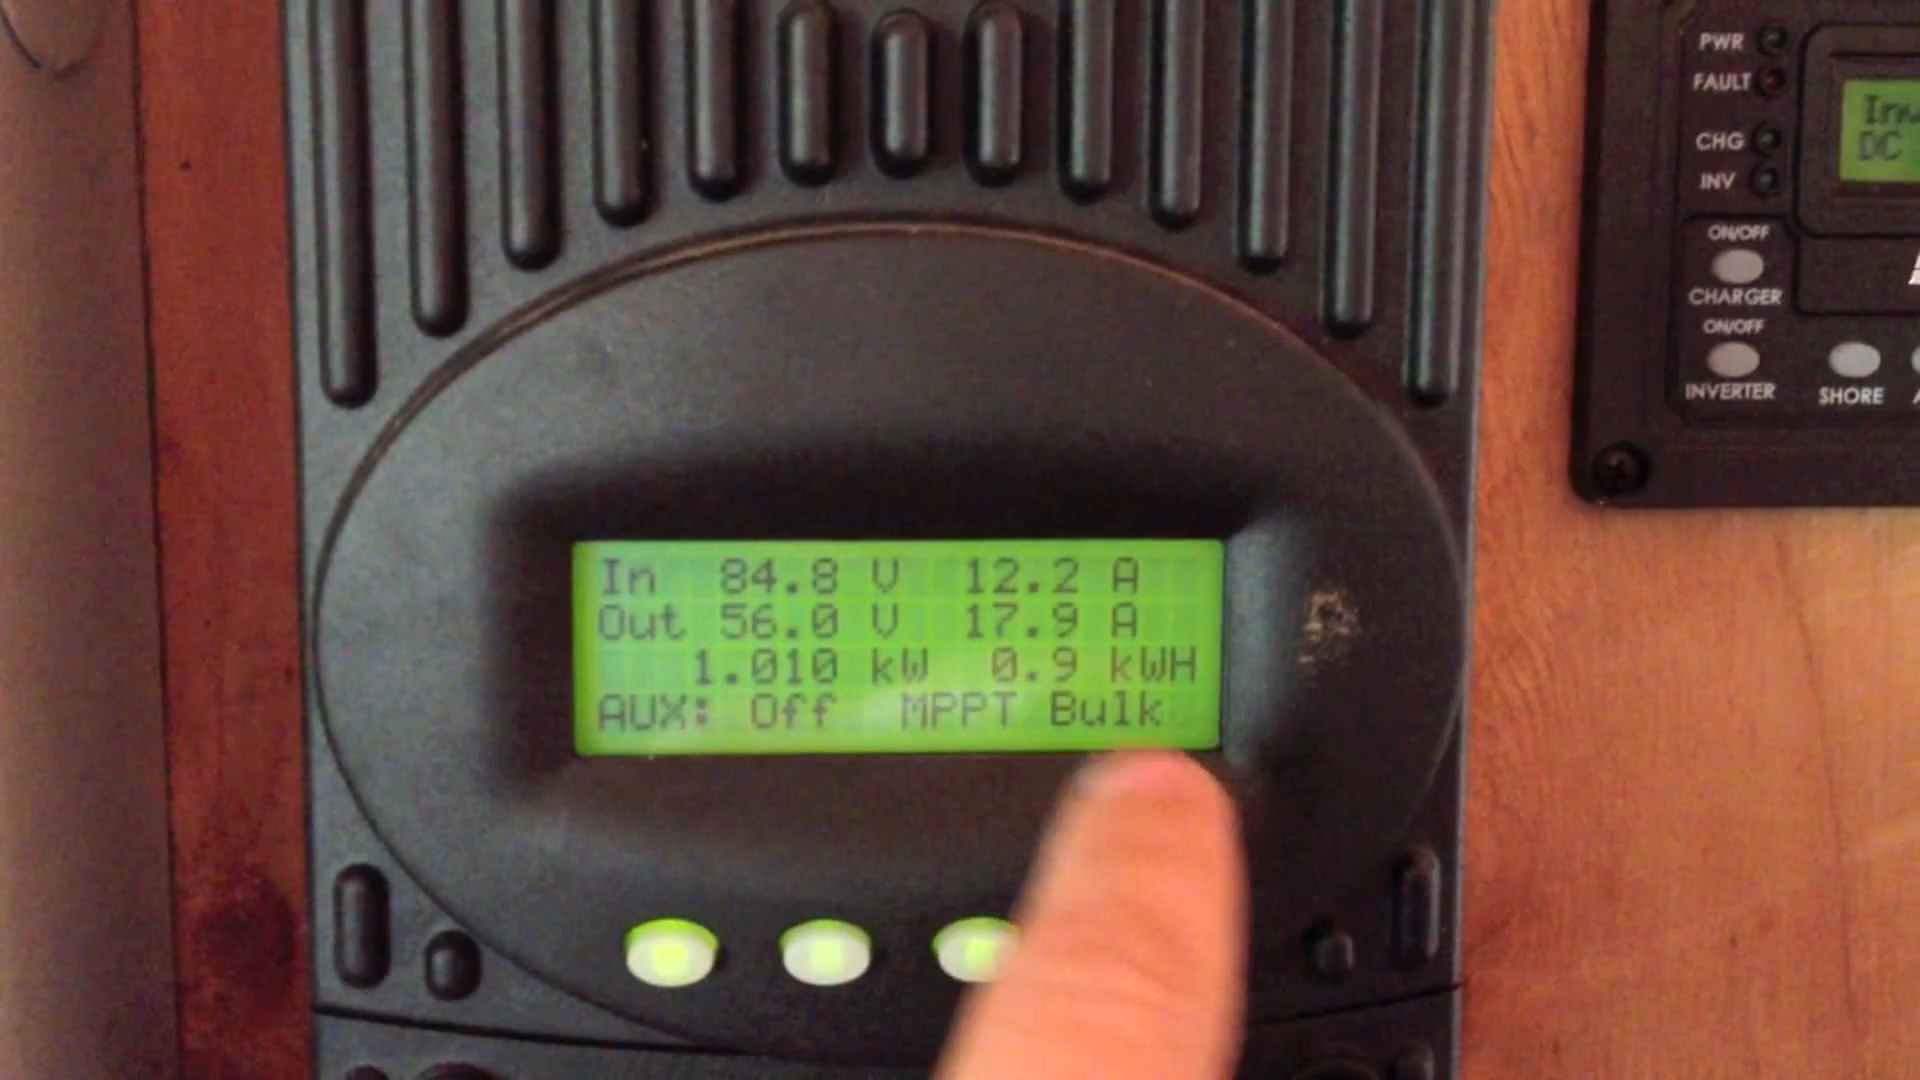 In 84.8 V 12.2 A
Out 56.0 V 17.9 A
1.010 kW 0.9 kWH
AUX: Off MPPT Bulk
PWR
FAULT
CHG
INV
DC
ON/OFF
CHARGER
ON/OFF
INVERTER
SHORE